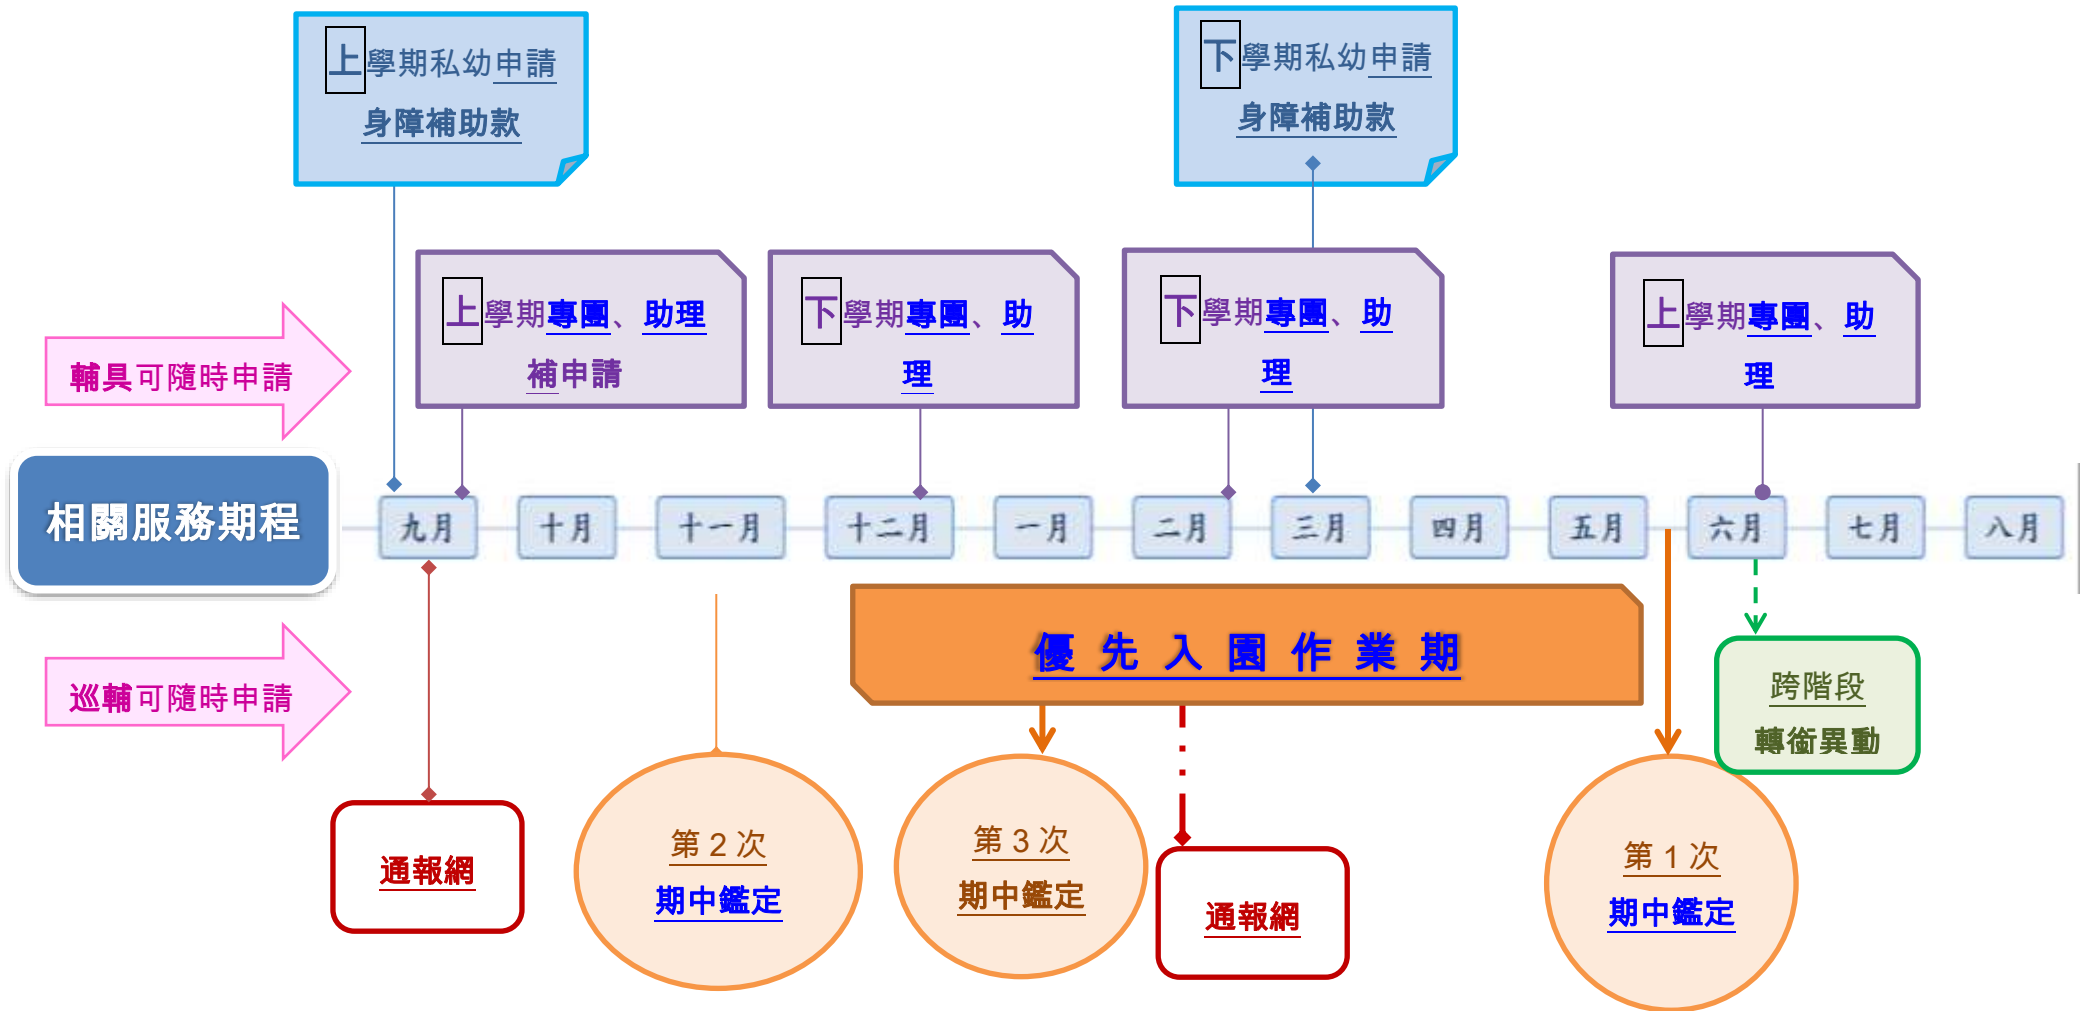 上學期私幼申請
身障補助款
下學期私幼申請
身障補助款
上學期專團、助理
補申請
下學期專團、助
理
下學期專團、助
理
上學期專團、助
理
輔具可隨時申請
相關服務期程
九月
十月
十一月
十二月
一月
二月
三月
四月
五月
六月
七月
八月
巡輔可隨時申請
優先入園作業期
跨階段
轉銜異動
通報網
第 2 次
期中鑑定
第 3 次
期中鑑定
通報網
第 1 次
期中鑑定